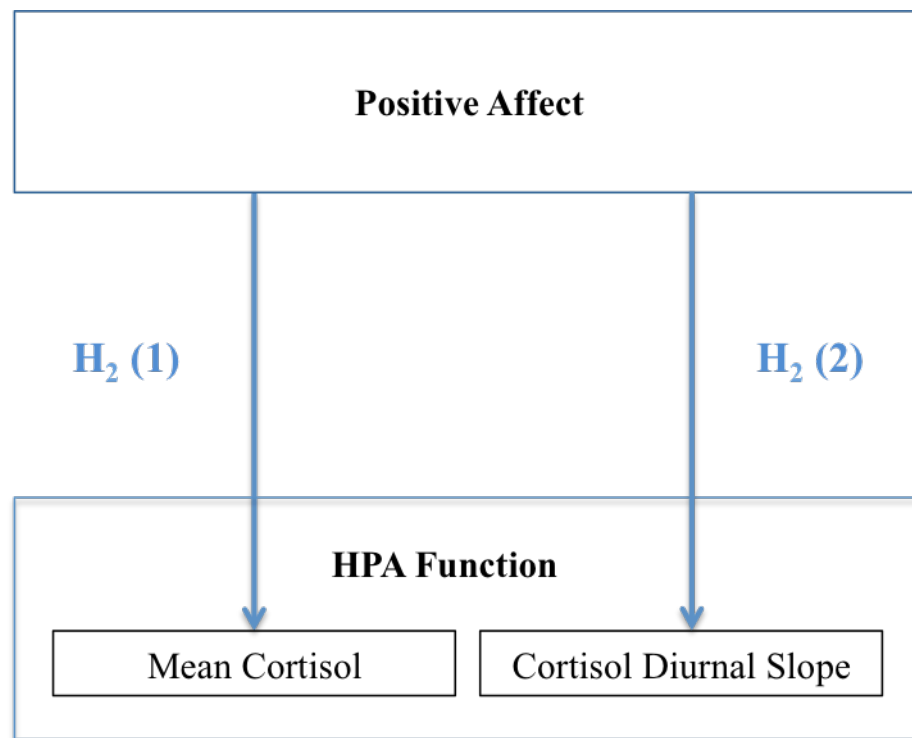 Positive Affect
H₂ (1)
H₂ (2)
HPA Function
Mean Cortisol
Cortisol Diurnal Slope